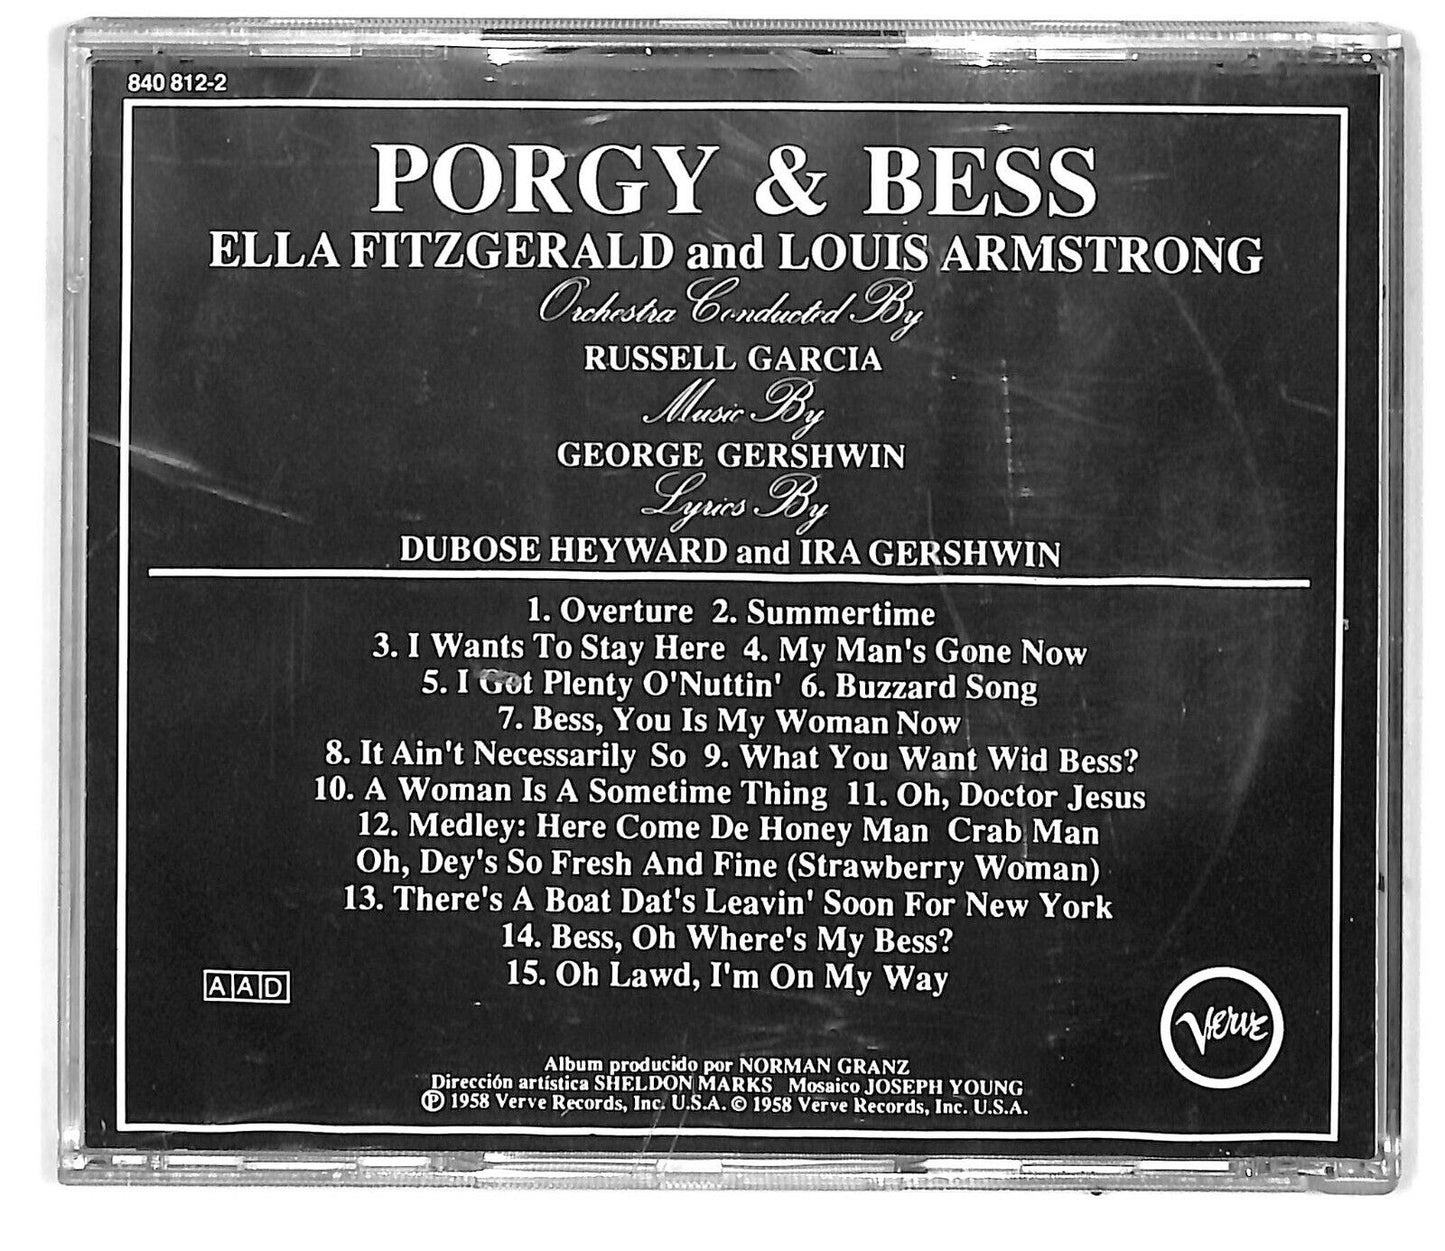 840 812-2
PORGY & BESS
ELLA FITZGERALD and LOUIS ARMSTRONG
Orchestra Conducted By
RUSSELL GARCIA
Music By
GEORGE GERSHWIN
Lyrics By
DUBOSE HEYWARD and IRA GERSHWIN
1. Overture 2. Summertime
3. I Wants To Stay Here 4. My Man's Gone Now
5. I Got Plenty O'Nuttin' 6. Buzzard Song
7. Bess, You Is My Woman Now
8. It Ain't Necessarily So 9. What You Want Wid Bess?
10. A Woman Is A Sometime Thing 11. Oh, Doctor Jesus
12. Medley: Here Come De Honey Man Crab Man
Oh, Dey's So Fresh And Fine (Strawberry Woman)
13. There's A Boat Dat's Leavin' Soon For New York
14. Bess, Oh Where's My Bess?
15. Oh Lawd, I'm On My Way
AAD
Verve
Album producido por NORMAN GRANZ
Dirección artística SHELDON MARKS Mosaico JOSEPH YOUNG
℗ 1958 Verve Records, Inc. U.S.A. © 1958 Verve Records, Inc. U.S.A.